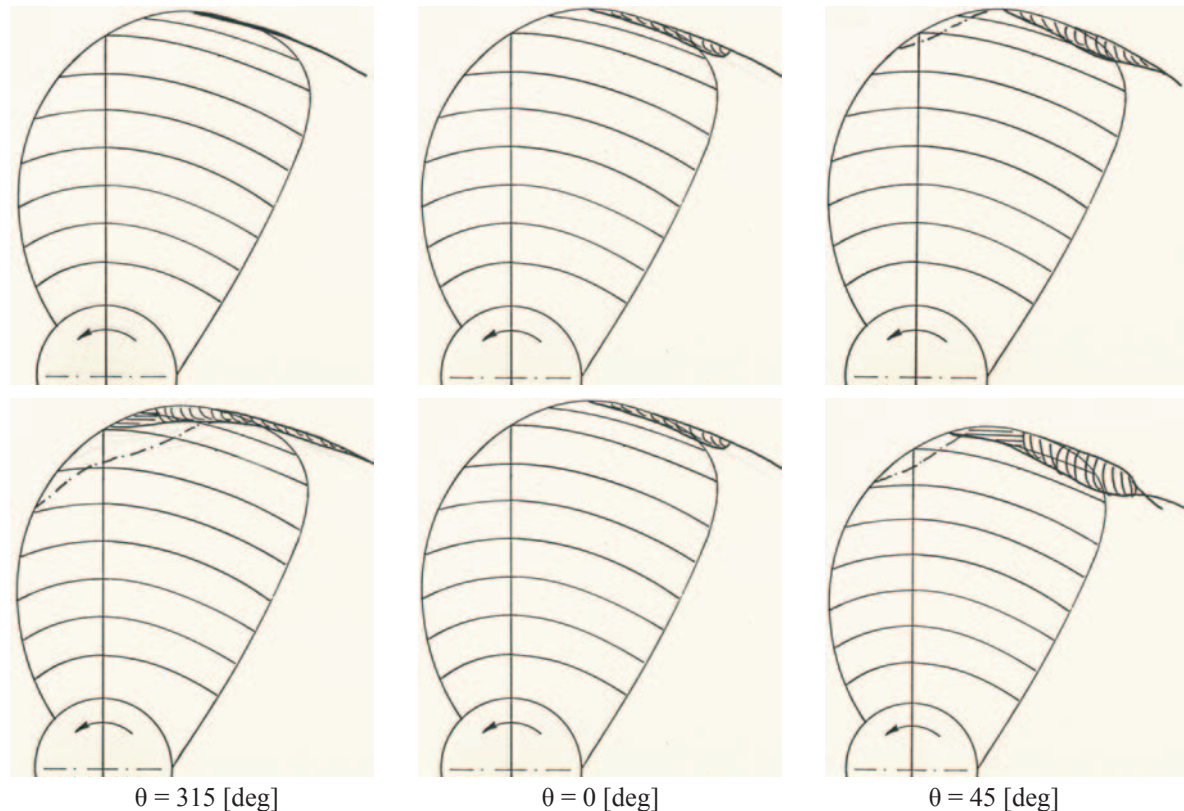 θ = 315 [deg]
θ = 0 [deg]
θ = 45 [deg]